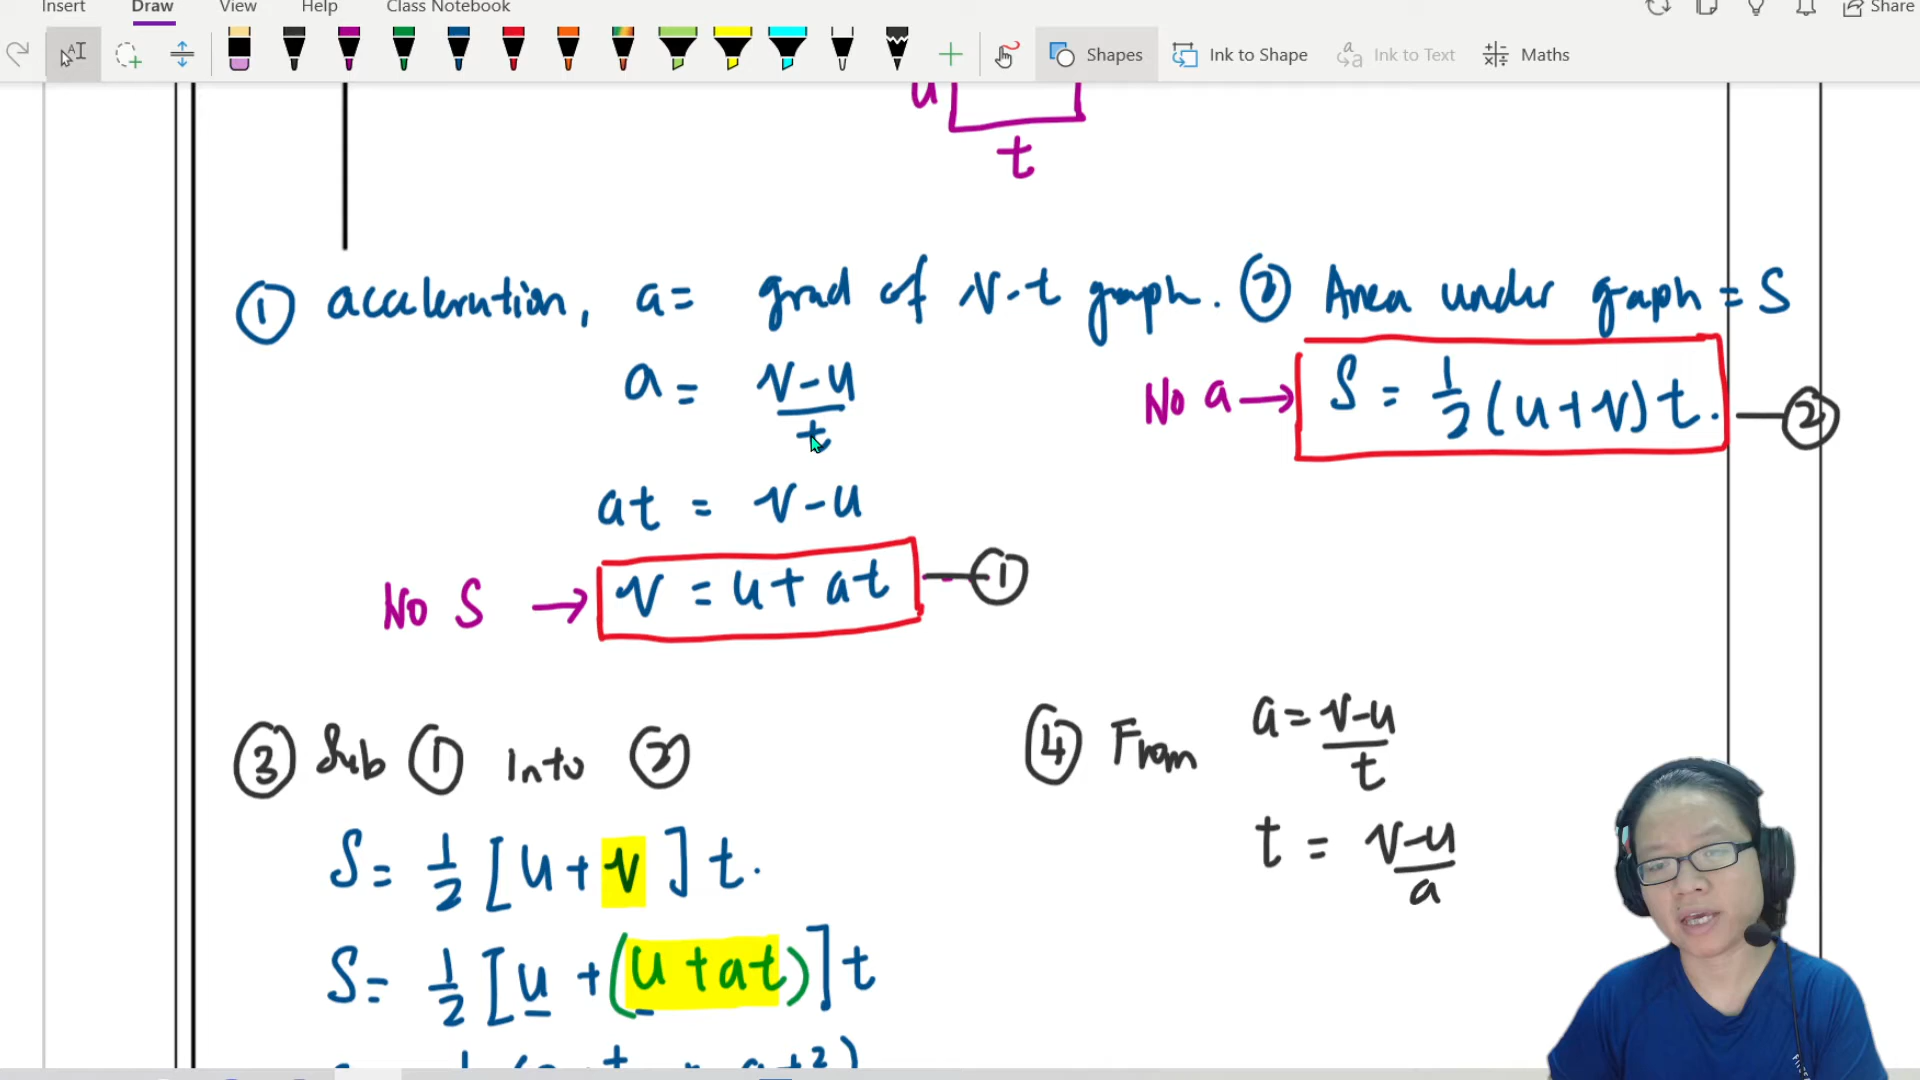 Insert Draw View Help Class Notebook Share
Shapes Ink to Shape Ink to Text Maths
u
t
① acceleration, a = grad of v-t graph.
a = v-u / t
at = v-u
No S → v = u + at — ①
② Area under graph = S
No a → S = 1/2 (u+v) t. — ②
③ Sub ① into ②
S = 1/2 [u + v] t.
S = 1/2 [u + (u + at)] t
④ From a = v-u / t
t = v-u / a